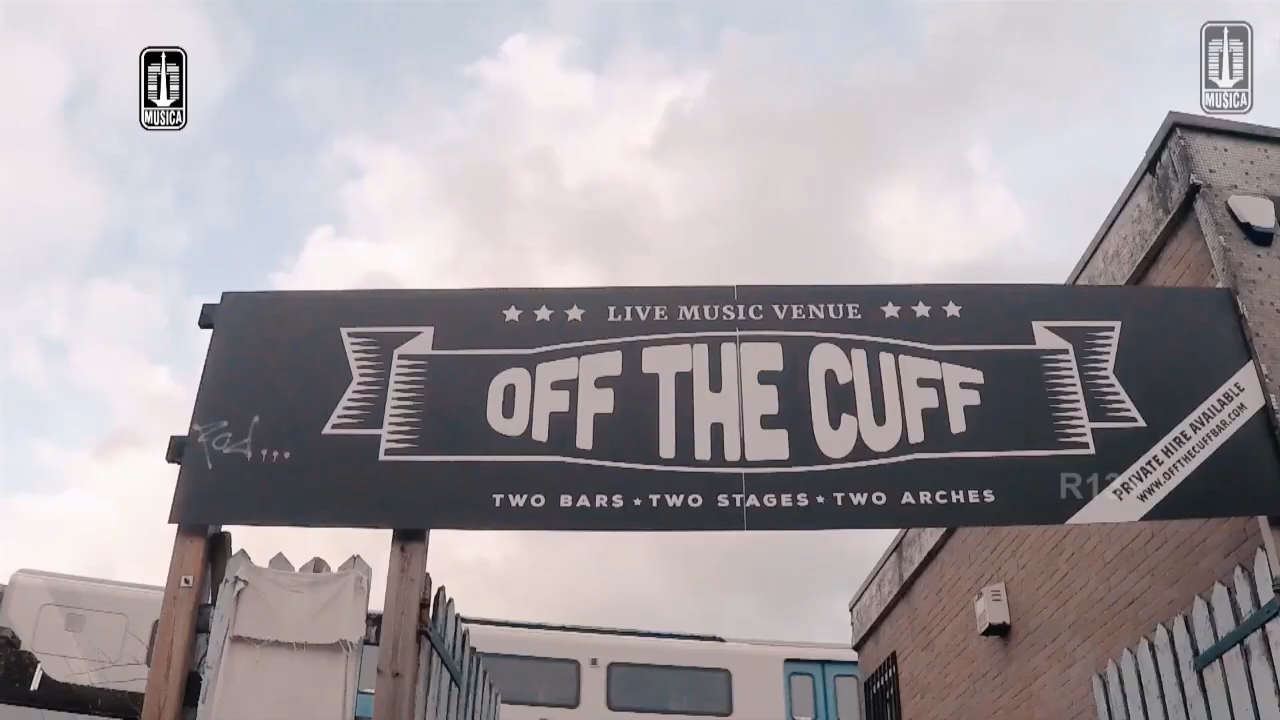 MUSICA
MUSICA
LIVE MUSIC VENUE
OFF THE CUFF
TWO BARS ★ TWO STAGES ★ TWO ARCHES
PRIVATE HIRE AVAILABLE
WWW.OFFTHECUFFBAR.COM